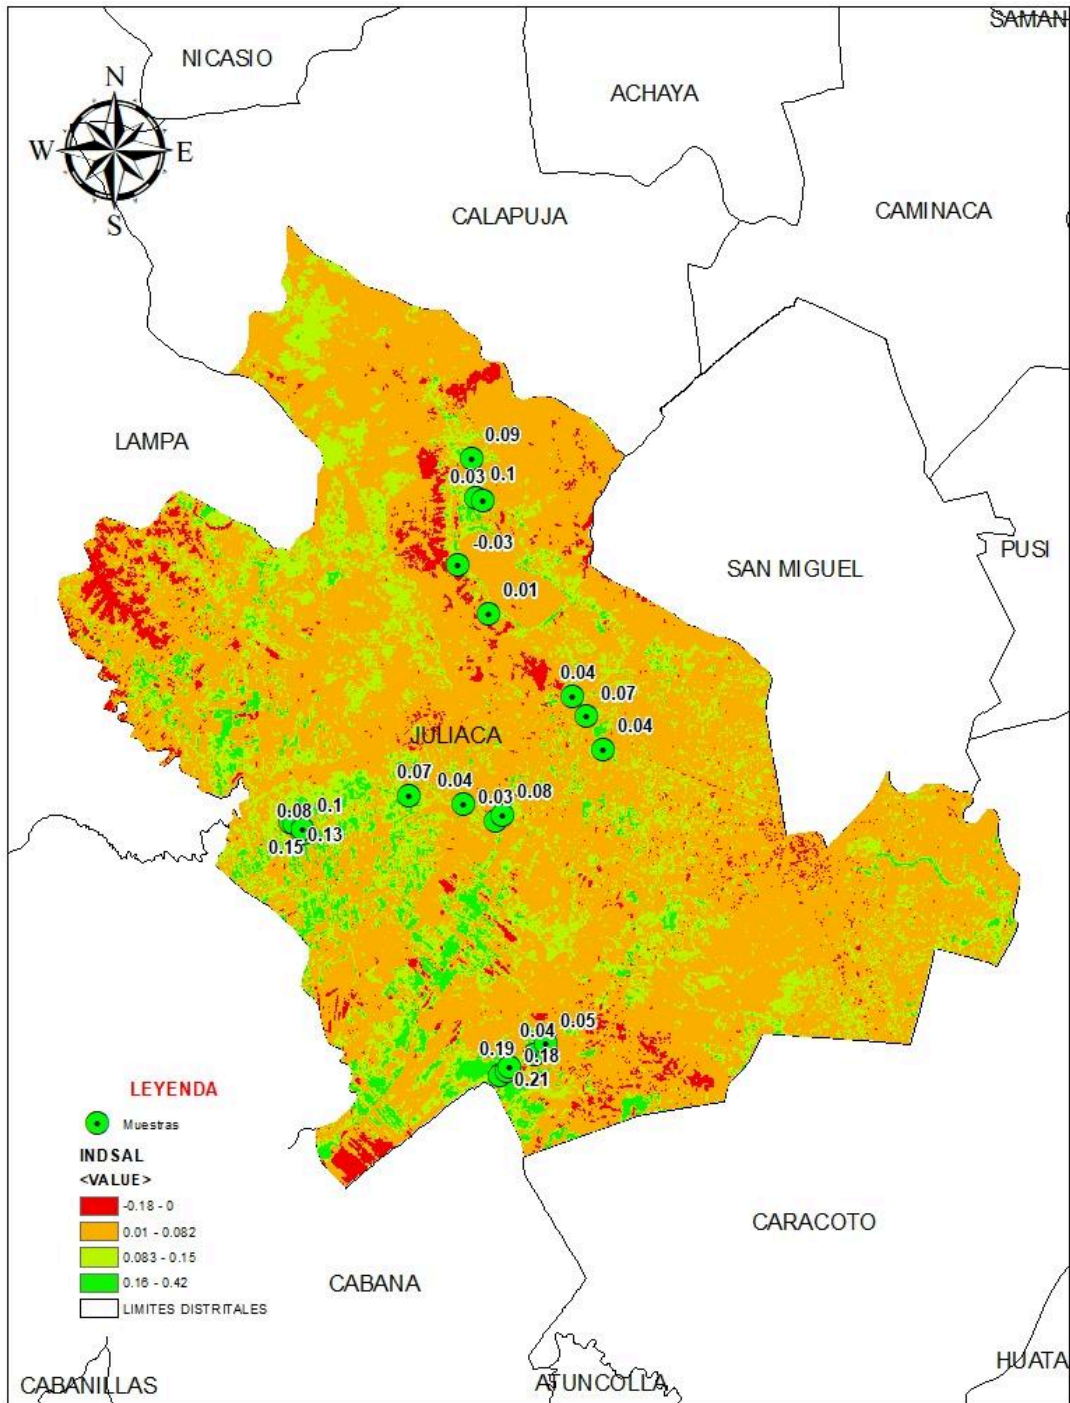 SAMAN
NICASIO
ACHAYA
N
W
E
S
CALAPUJA
CAMINACA
LAMPA
0.09
0.03
0.1
-0.03
SAN MIGUEL
PUSI
0.01
0.04
0.07
0.04
JULIACA
0.07
0.04
0.03
0.08
0.08
0.1
0.13
0.15
0.04
0.05
0.19
0.18
0.21
LEYENDA
Muestras
INDSAL
<VALUE>
-0.18 - 0
0.01 - 0.082
0.083 - 0.15
0.16 - 0.42
LIMITES DISTRITALES
CARACOTO
CABANA
HUATA
CABANILLAS
ATUNCOLLA